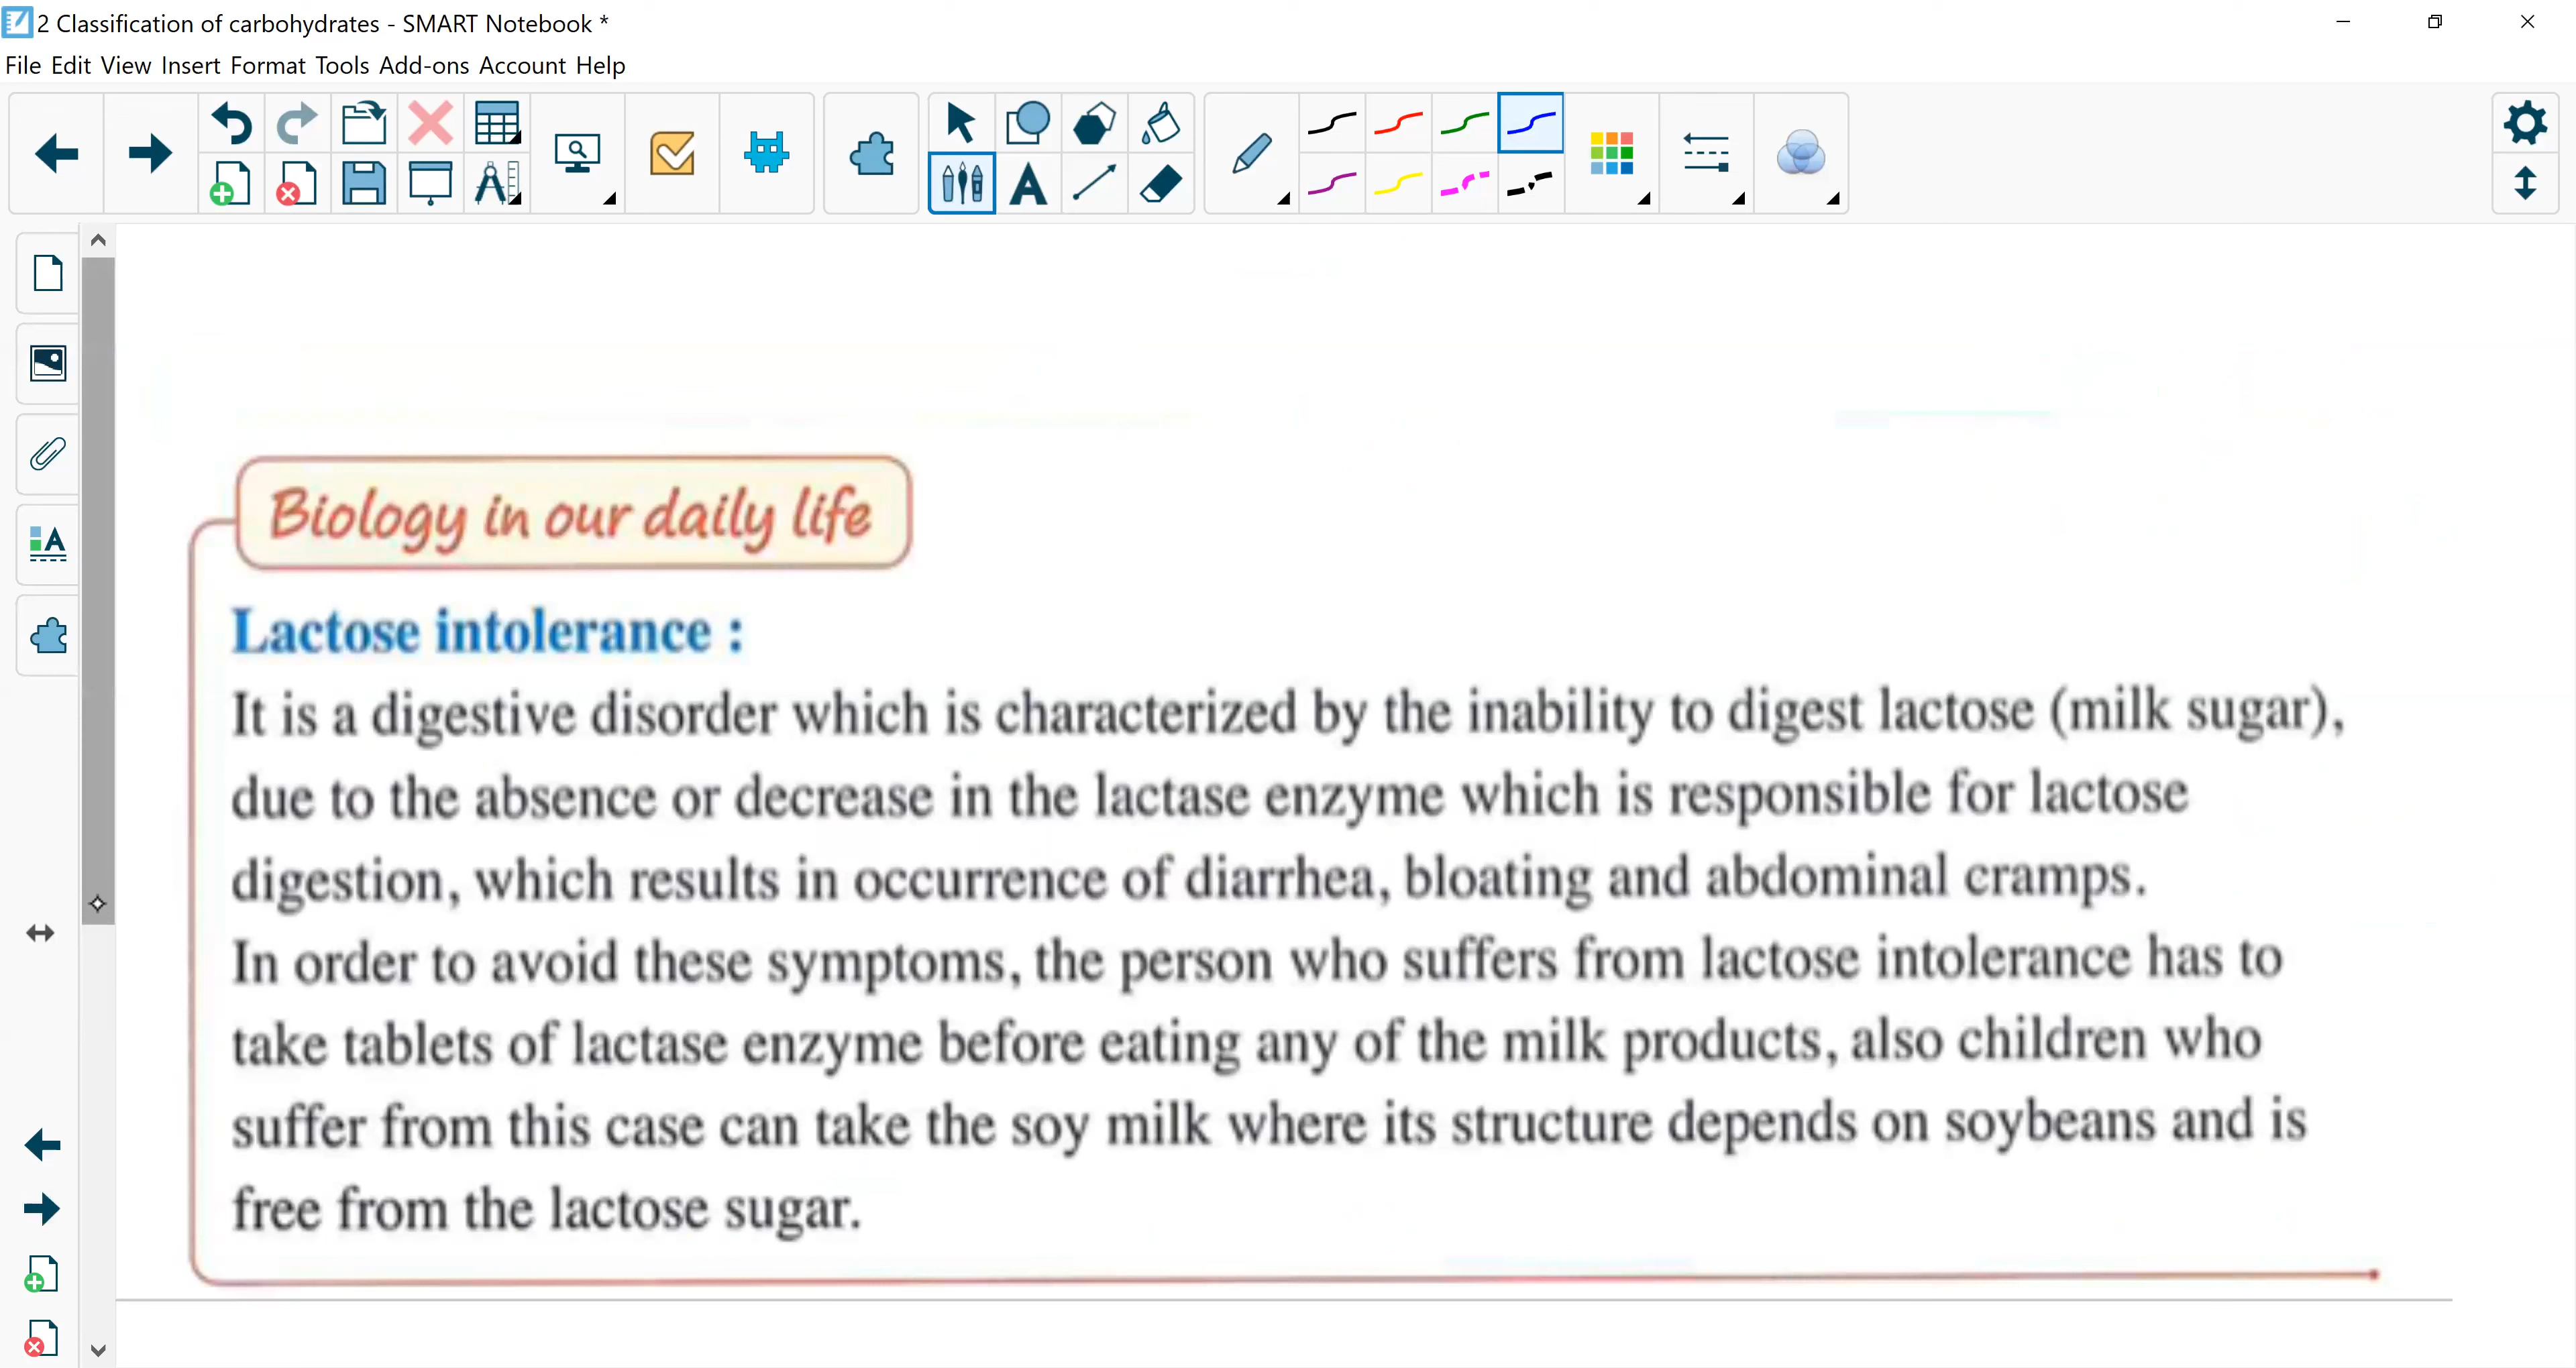 2 Classification of carbohydrates - SMART Notebook *
File Edit View Insert Format Tools Add-ons Account Help
Biology in our daily life
Lactose intolerance :
It is a digestive disorder which is characterized by the inability to digest lactose (milk sugar),
due to the absence or decrease in the lactase enzyme which is responsible for lactose
digestion, which results in occurrence of diarrhea, bloating and abdominal cramps.
In order to avoid these symptoms, the person who suffers from lactose intolerance has to
take tablets of lactase enzyme before eating any of the milk products, also children who
suffer from this case can take the soy milk where its structure depends on soybeans and is
free from the lactose sugar.